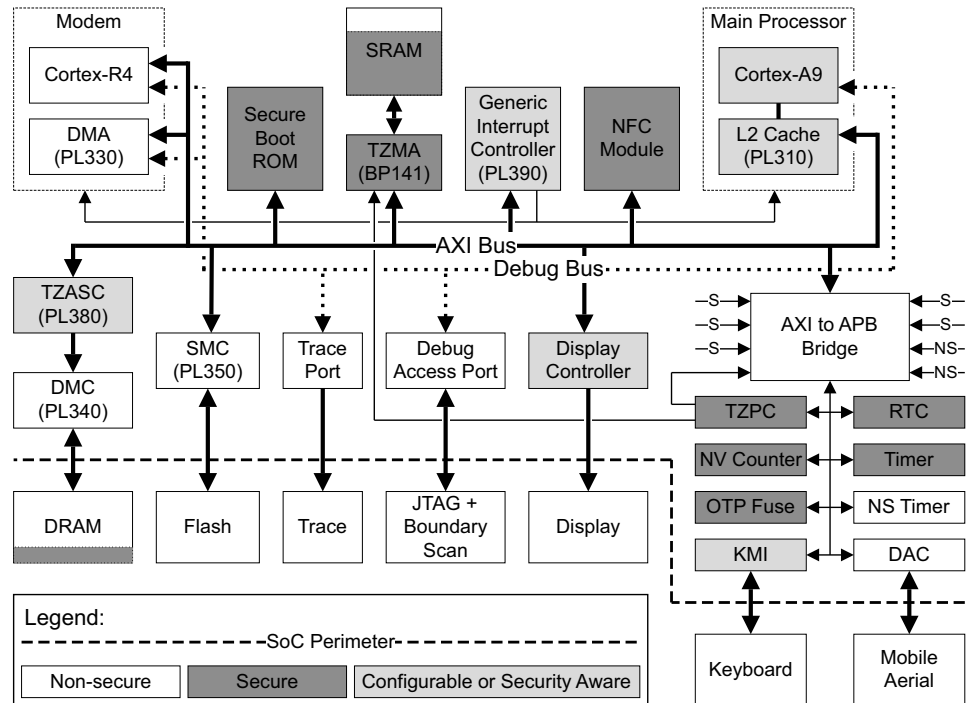 Modem
Main Processor
Cortex-R4
SRAM
Cortex-A9
DMA
(PL330)
Secure
Boot
ROM
TZMA
(BP141)
Generic
Interrupt
Controller
(PL390)
NFC
Module
L2 Cache
(PL310)
AXI Bus
Debug Bus
TZASC
(PL380)
SMC
(PL350)
Trace
Port
Debug
Access Port
Display
Controller
S
S
S
AXI to APB
Bridge
S
S
NS
NS
DMC
(PL340)
TZPC
RTC
NV Counter
Timer
OTP Fuse
NS Timer
KMI
DAC
DRAM
Flash
Trace
JTAG +
Boundary
Scan
Display
Keyboard
Mobile
Aerial
Legend:
SoC Perimeter
Non-secure
Secure
Configurable or Security Aware